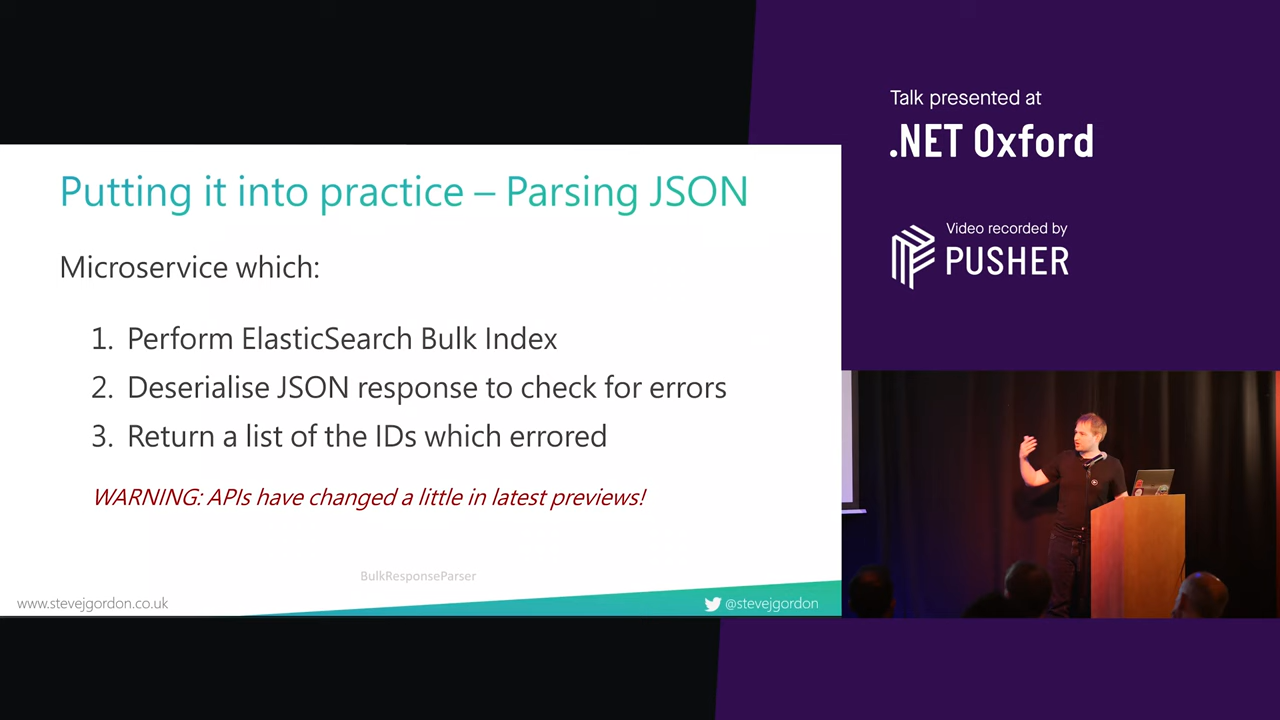 Talk presented at
.NET Oxford
Video recorded by
PUSHER
Putting it into practice – Parsing JSON
Microservice which:
1. Perform ElasticSearch Bulk Index
2. Deserialise JSON response to check for errors
3. Return a list of the IDs which errored
WARNING: APIs have changed a little in latest previews!
BulkResponseParser
www.stevejgordon.co.uk
@stevejgordon